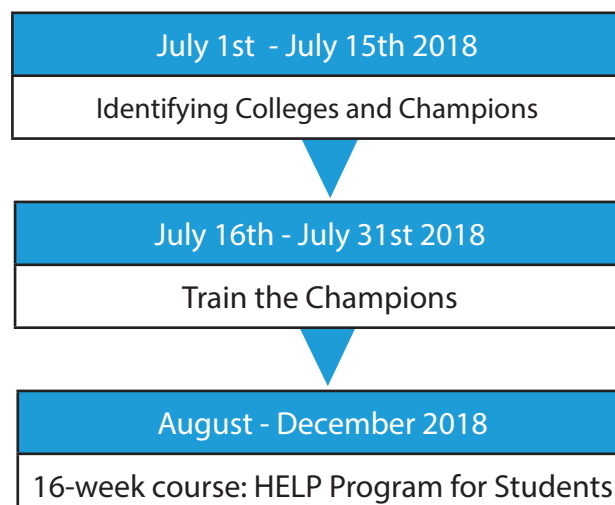 July 1st  - July 15th 2018
Identifying Colleges and Champions
July 16th - July 31st 2018
Train the Champions
August - December 2018
16-week course: HELP Program for Students